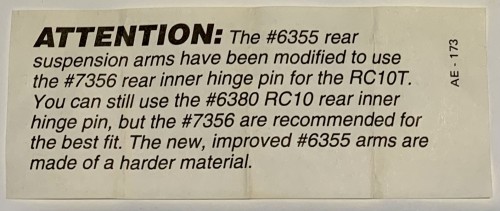 ATTENTION: The #6355 rear
suspension arms have been modified to use
the #7356 rear inner hinge pin for the RC10T.
You can still use the #6380 RC10 rear inner
hinge pin, but the #7356 are recommended for
the best fit. The new, improved #6355 arms are
made of a harder material.
AE - 173